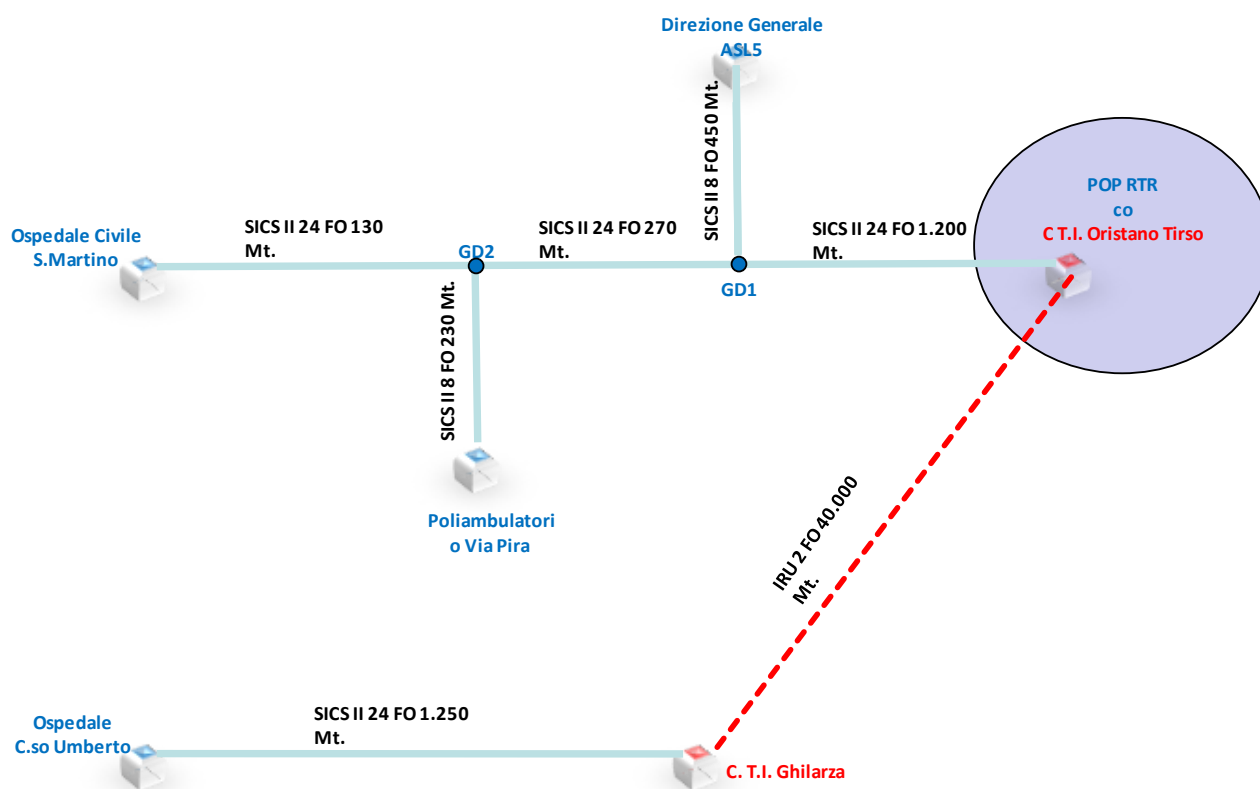 Direzione Generale
ASL5
SICS II 8 FO 450 Mt.
POP RTR
co
C T.I. Oristano Tirso
SICS II 24 FO 130
Mt.
SICS II 24 FO 270
Mt.
SICS II 24 FO 1.200
Mt.
Ospedale Civile
S.Martino
GD2
GD1
SICS II 8 FO 230 Mt.
Poliambulatori
o Via Pira
IRU 2 FO 40.000
Mt.
SICS II 24 FO 1.250
Mt.
Ospedale
C.so Umberto
C. T.I. Ghilarza